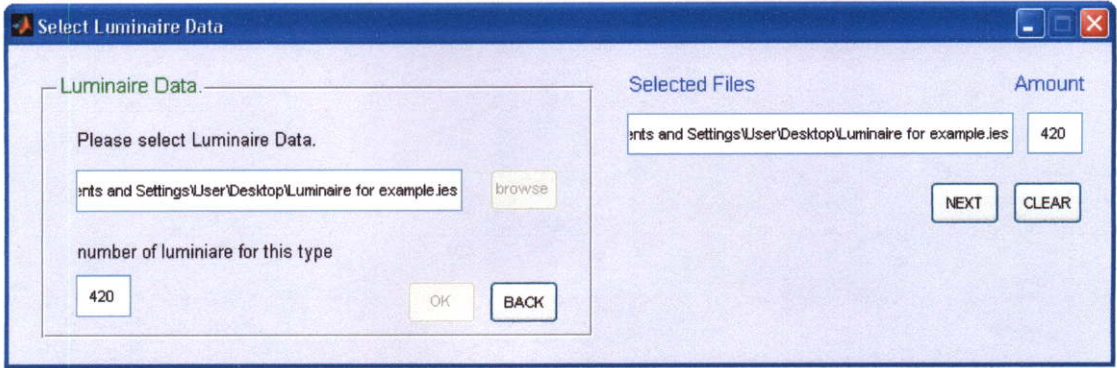 Select Luminaire Data
Luminaire Data.
Please select Luminaire Data.
ents and Settings\User\Desktop\Luminaire for example.ies
browse
number of luminiare for this type
420
OK
BACK
Selected Files
Amount
ents and Settings\User\Desktop\Luminaire for example.ies
420
NEXT
CLEAR